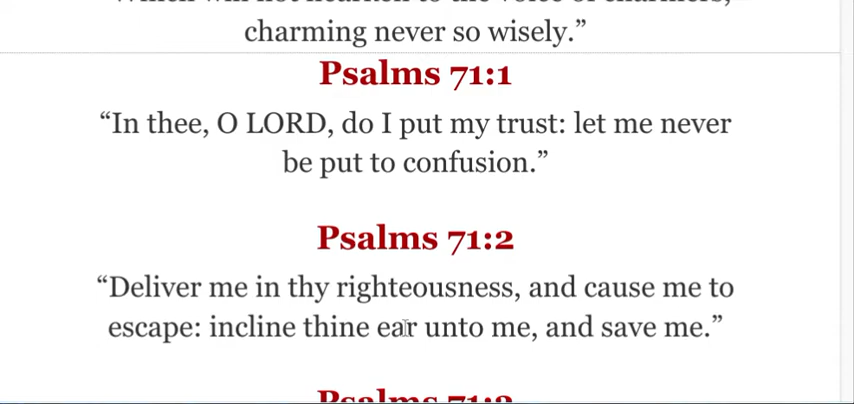 charming never so wisely.”
Psalms 71:1
“In thee, O LORD, do I put my trust: let me never
be put to confusion.”
Psalms 71:2
“Deliver me in thy righteousness, and cause me to
escape: incline thine ear unto me, and save me.”